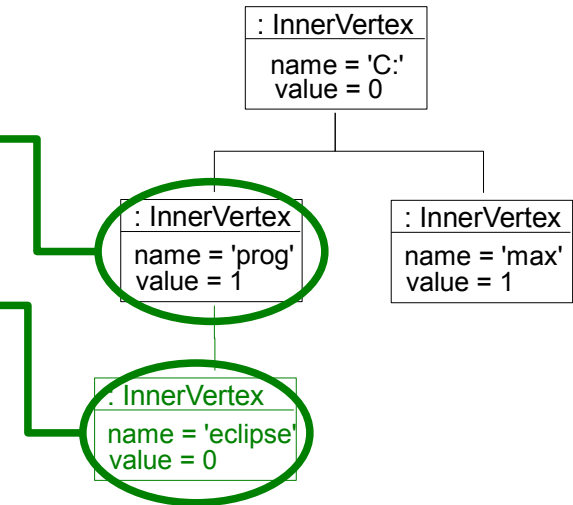 : InnerVertex
name = 'C:'
value = 0
: InnerVertex
name = 'prog'
value = 1
: InnerVertex
name = 'max'
value = 1
: InnerVertex
name = 'eclipse'
value = 0